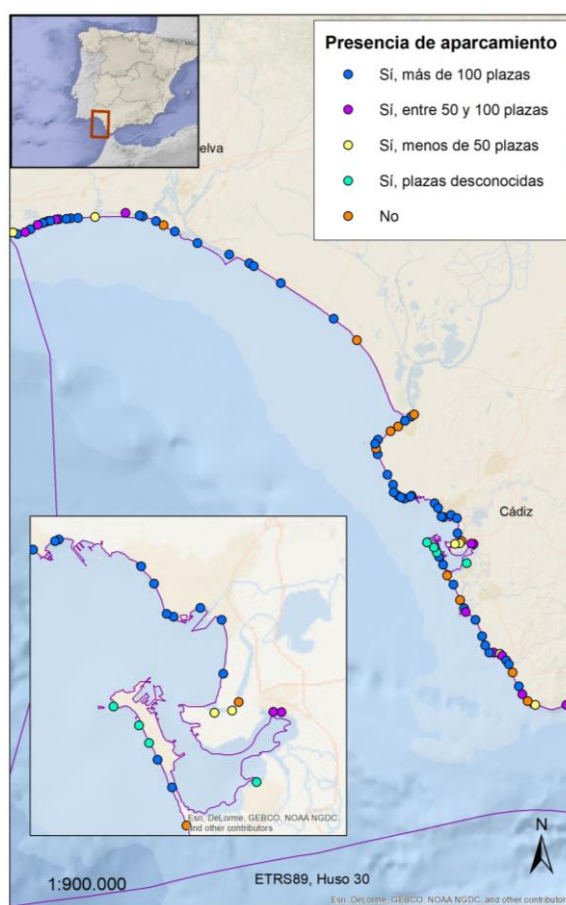 Presencia de aparcamiento
Sí, más de 100 plazas
Sí, entre 50 y 100 plazas
Sí, menos de 50 plazas
Sí, plazas desconocidas
No
elva
Cádiz
Esri, DeLorme, GEBCO, NOAA NGDC,
and other contributors
N
1:900.000
ETRS89, Huso 30
Esri, DeLorme, GEBCO, NOAA NGDC, and other contributors